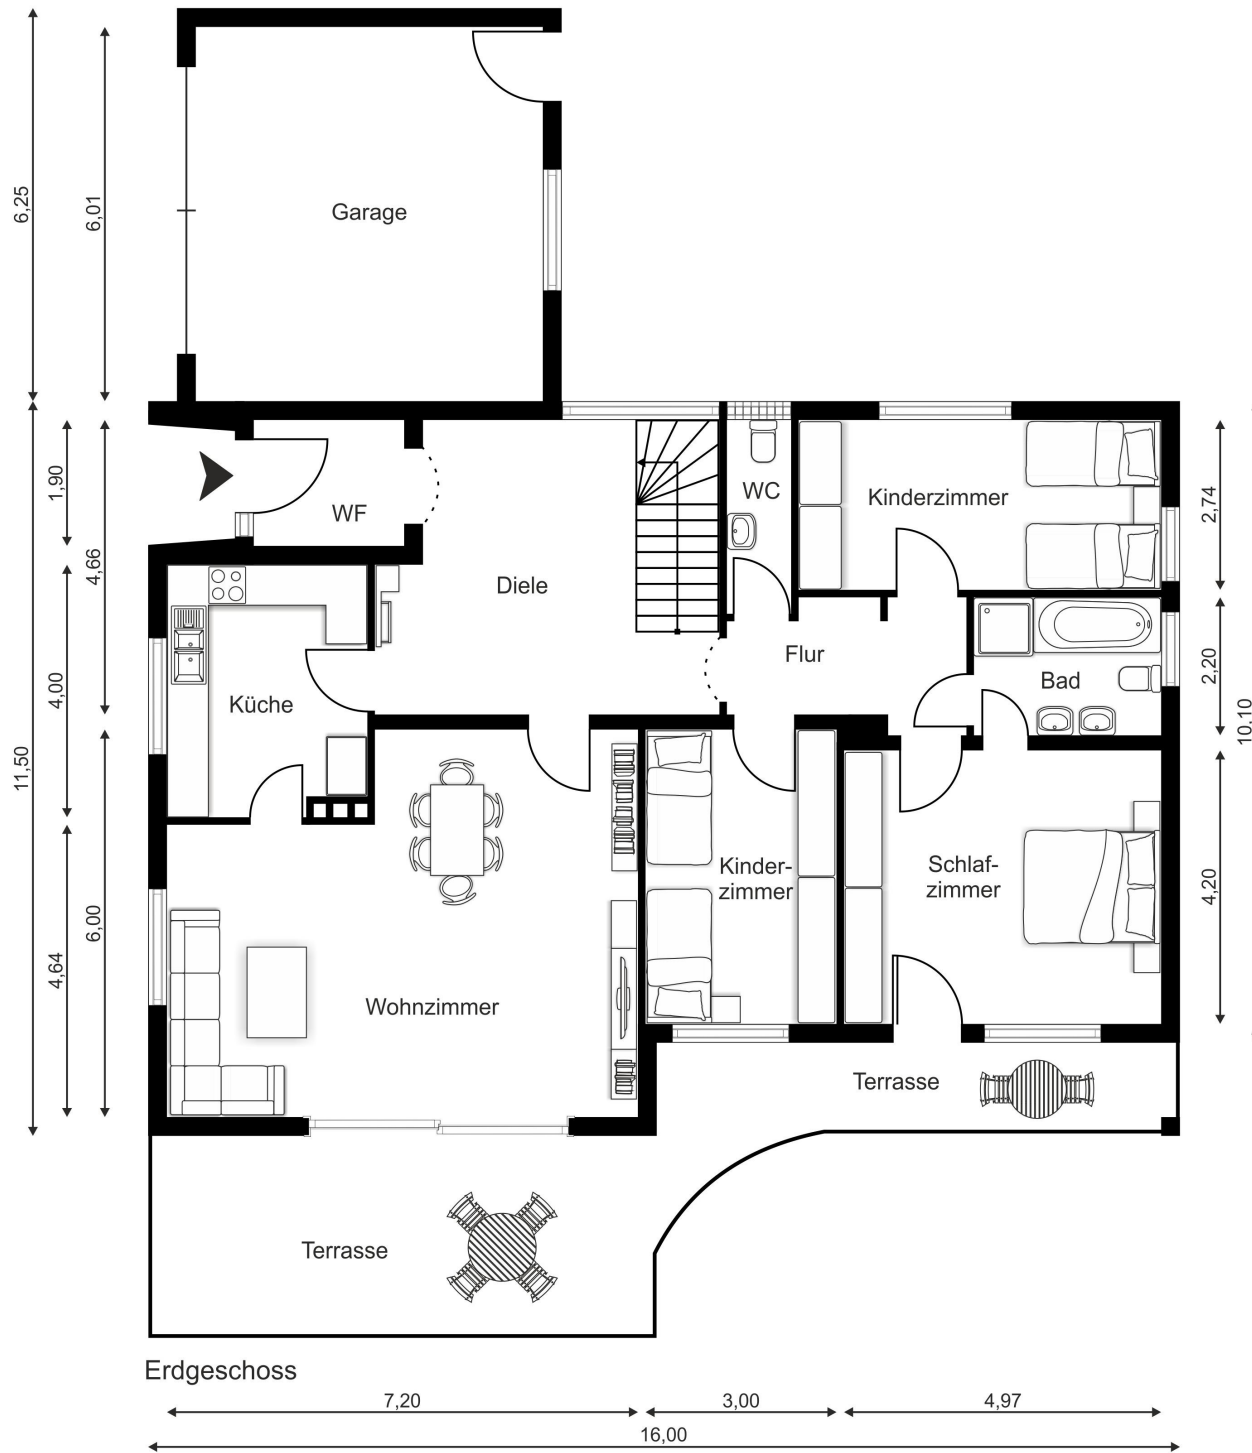 6,25
6,01
Garage
1,90
WF
WC
Kinderzimmer
2,74
4,66
Diele
4,00
Küche
Flur
Bad
2,20
10,10
11,50
Kinder-
zimmer
Schlaf-
zimmer
4,20
6,00
4,64
Wohnzimmer
Terrasse
Terrasse
Erdgeschoss
7,20
3,00
4,97
16,00